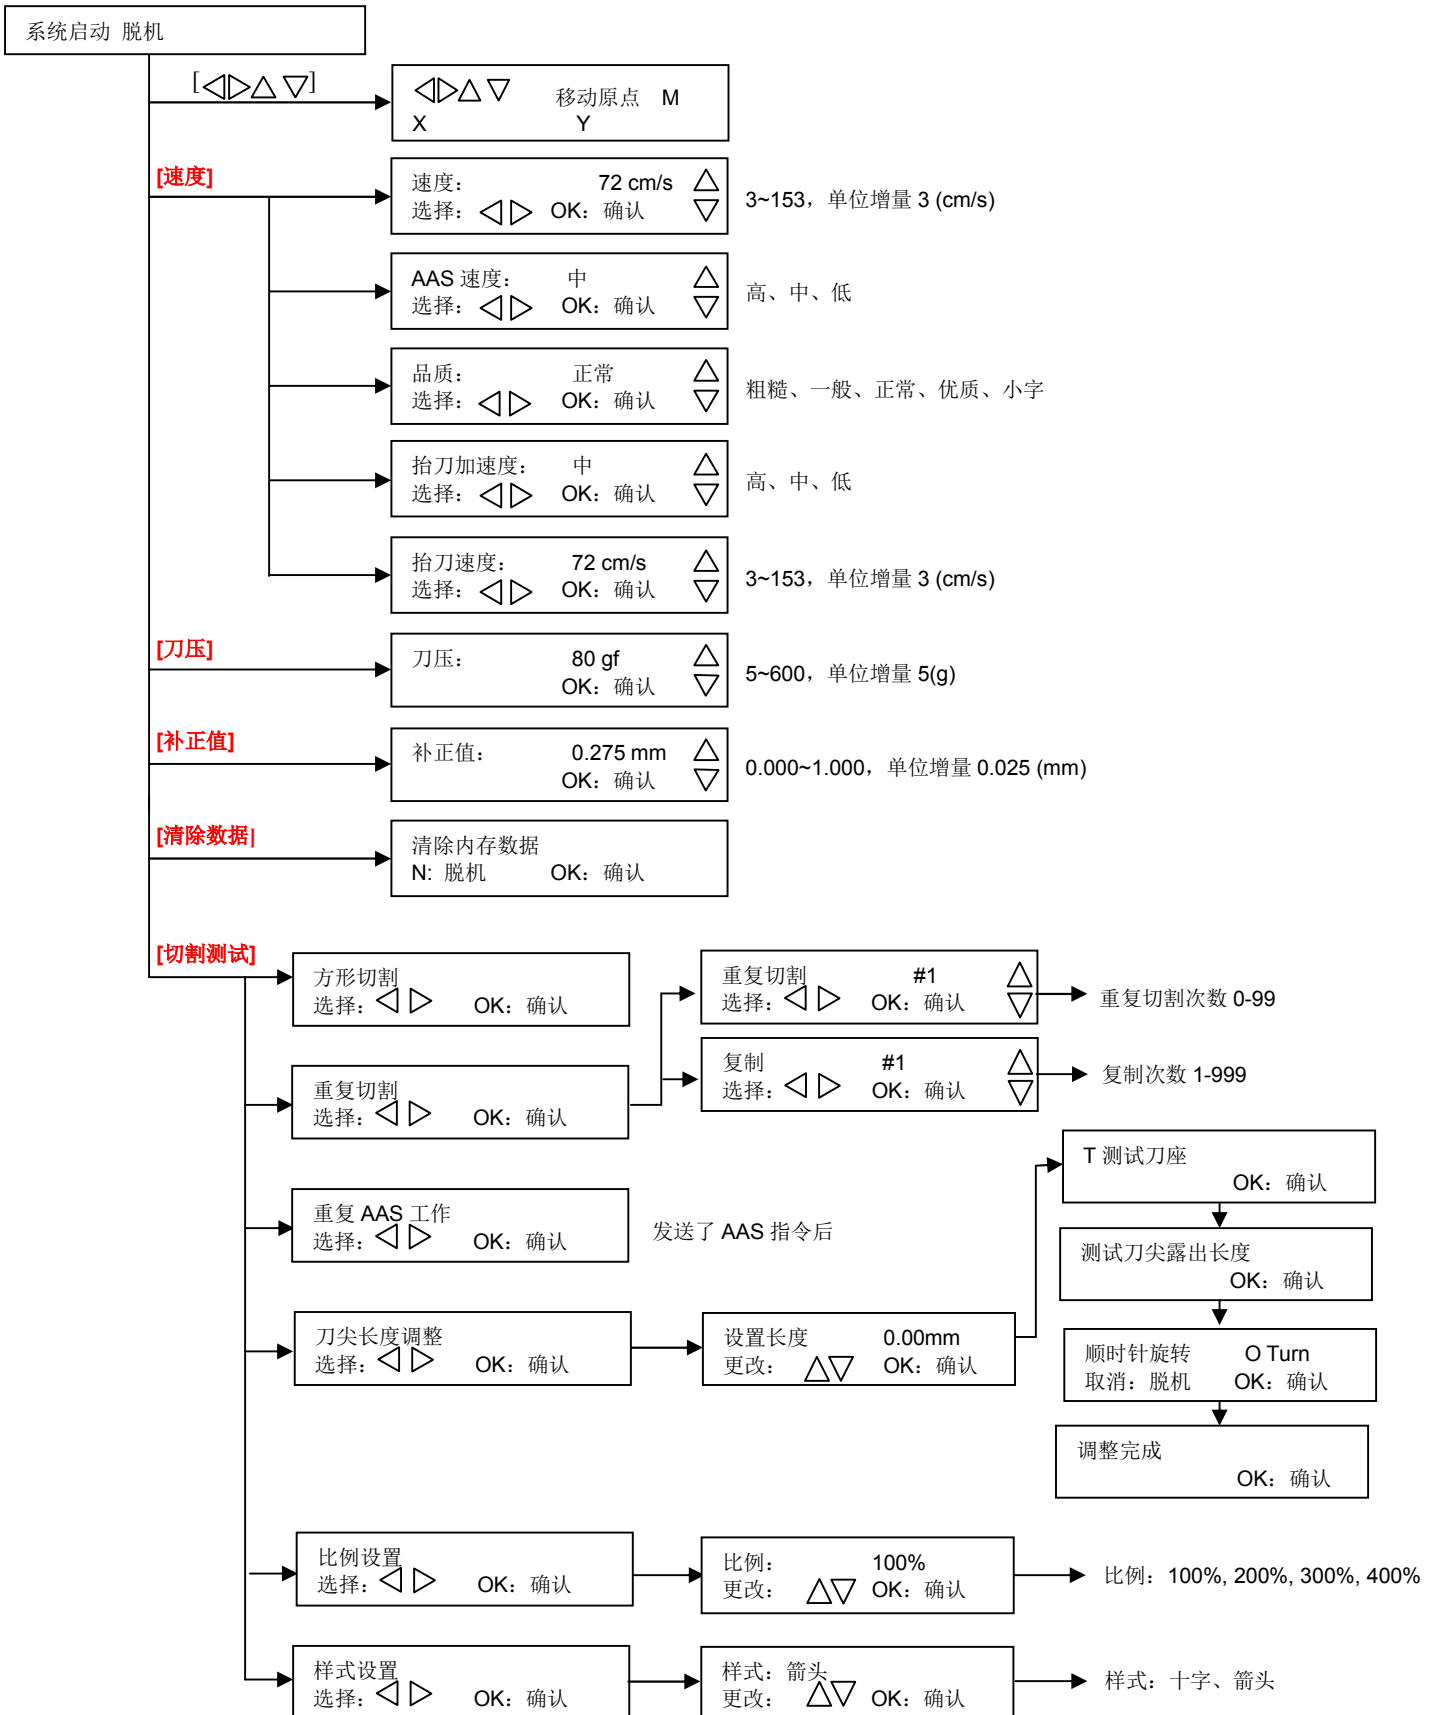 系统启动 脱机
[◁▷△ ▽]
◁▷△ ▽ 移动原点 M
X Y
[速度]
速度： 72 cm/s △
选择：◁ ▷ OK：确认 ▽
3~153，单位增量 3 (cm/s)
AAS 速度： 中 △
选择：◁ ▷ OK：确认 ▽
高、中、低
品质： 正常 △
选择：◁ ▷ OK：确认 ▽
粗糙、一般、正常、优质、小字
抬刀加速度： 中 △
选择：◁ ▷ OK：确认 ▽
高、中、低
抬刀速度： 72 cm/s △
选择：◁ ▷ OK：确认 ▽
3~153，单位增量 3 (cm/s)
[刀压]
刀压： 80 gf △
OK：确认 ▽
5~600，单位增量 5(g)
[补正值]
补正值： 0.275 mm △
OK：确认 ▽
0.000~1.000，单位增量 0.025 (mm)
[清除数据]
清除内存数据
N: 脱机 OK：确认
[切割测试]
方形切割
选择：◁ ▷ OK：确认
重复切割 #1 △
选择：◁ ▷ OK：确认 ▽
重复切割次数 0-99
重复切割
选择：◁ ▷ OK：确认
复制 #1 △
选择：◁ ▷ OK：确认 ▽
复制次数 1-999
重复 AAS 工作
选择：◁ ▷ OK：确认
发送了 AAS 指令后
刀尖长度调整
选择：◁ ▷ OK：确认
设置长度 0.00mm
更改： △▽ OK：确认
T 测试刀座
OK：确认
测试刀尖露出长度
OK：确认
顺时针旋转 O Turn
取消：脱机 OK：确认
调整完成
OK：确认
比例设置
选择：◁ ▷ OK：确认
比例： 100%
更改： △▽ OK：确认
比例：100%, 200%, 300%, 400%
样式设置
选择：◁ ▷ OK：确认
样式：箭头
更改： △▽ OK：确认
样式：十字、箭头